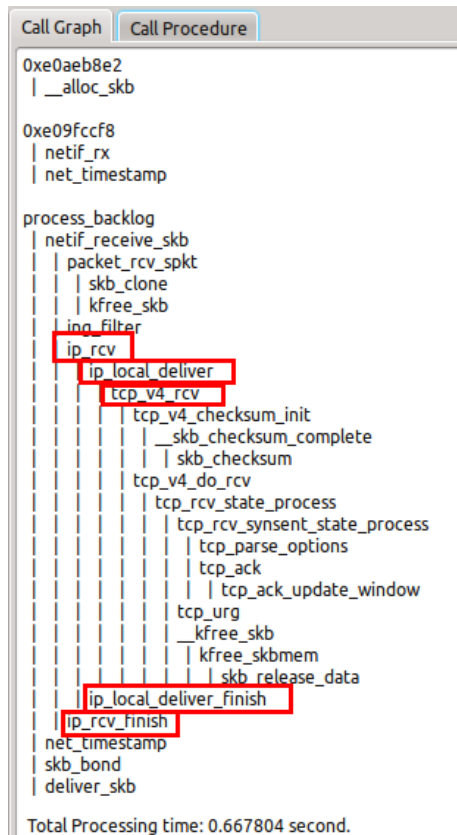 Call Graph Call Procedure
0xe0aeb8e2
| __alloc_skb
0xe09fccf8
| netif_rx
| net_timestamp
process_backlog
| netif_receive_skb
| | packet_rcv_spkt
| | | skb_clone
| | | kfree_skb
| | ing_filter
| | ip_rcv
| | | ip_local_deliver
| | | | tcp_v4_rcv
| | | | | tcp_v4_checksum_init
| | | | | | __skb_checksum_complete
| | | | | | | skb_checksum
| | | | | tcp_v4_do_rcv
| | | | | | tcp_rcv_state_process
| | | | | | | tcp_rcv_synsent_state_process
| | | | | | | | tcp_parse_options
| | | | | | | | tcp_ack
| | | | | | | | | tcp_ack_update_window
| | | | | | | tcp_urg
| | | | | | | __kfree_skb
| | | | | | | | kfree_skbmem
| | | | | | | | | skb_release_data
| | | ip_local_deliver_finish
| | ip_rcv_finish
| net_timestamp
| skb_bond
| deliver_skb
Total Processing time: 0.667804 second.